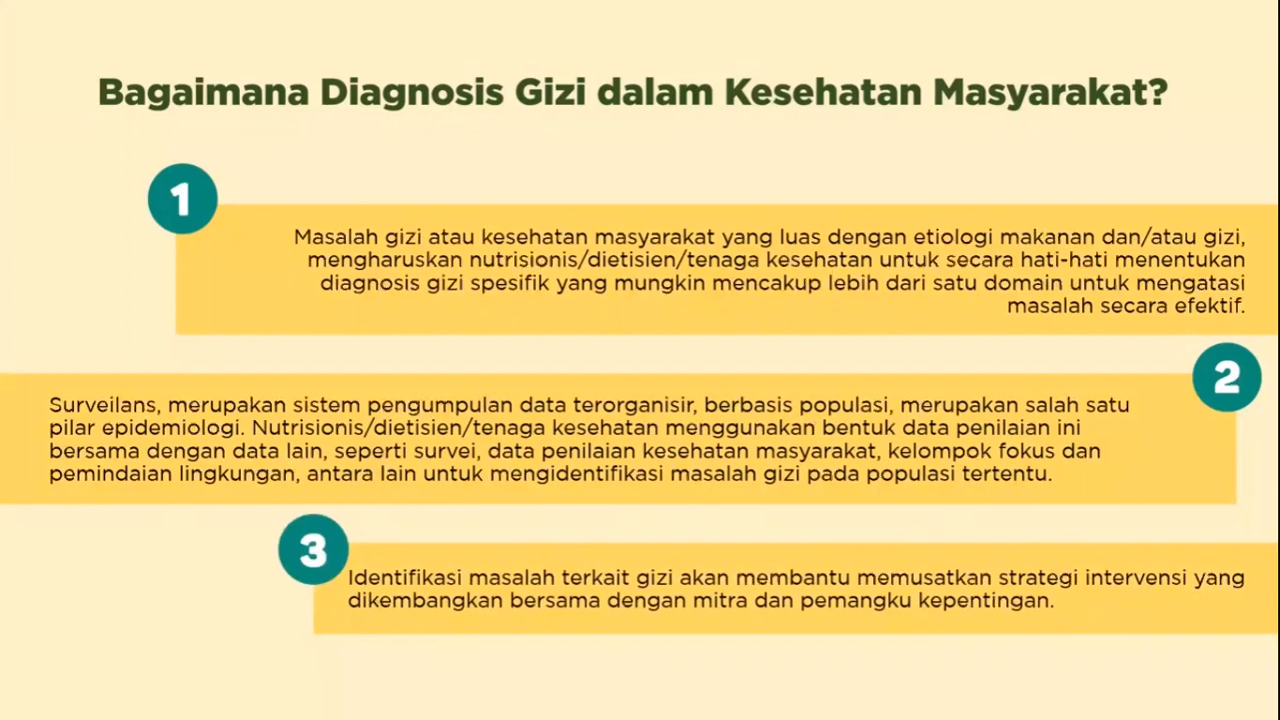 Bagaimana Diagnosis Gizi dalam Kesehatan Masyarakat?
1
Masalah gizi atau kesehatan masyarakat yang luas dengan etiologi makanan dan/atau gizi,
mengharuskan nutrisionis/dietisien/tenaga kesehatan untuk secara hati-hati menentukan
diagnosis gizi spesifik yang mungkin mencakup lebih dari satu domain untuk mengatasi
masalah secara efektif.
2
Surveilans, merupakan sistem pengumpulan data terorganisir, berbasis populasi, merupakan salah satu
pilar epidemiologi. Nutrisionis/dietisien/tenaga kesehatan menggunakan bentuk data penilaian ini
bersama dengan data lain, seperti survei, data penilaian kesehatan masyarakat, kelompok fokus dan
pemindaian lingkungan, antara lain untuk mengidentifikasi masalah gizi pada populasi tertentu.
3
Identifikasi masalah terkait gizi akan membantu memusatkan strategi intervensi yang
dikembangkan bersama dengan mitra dan pemangku kepentingan.